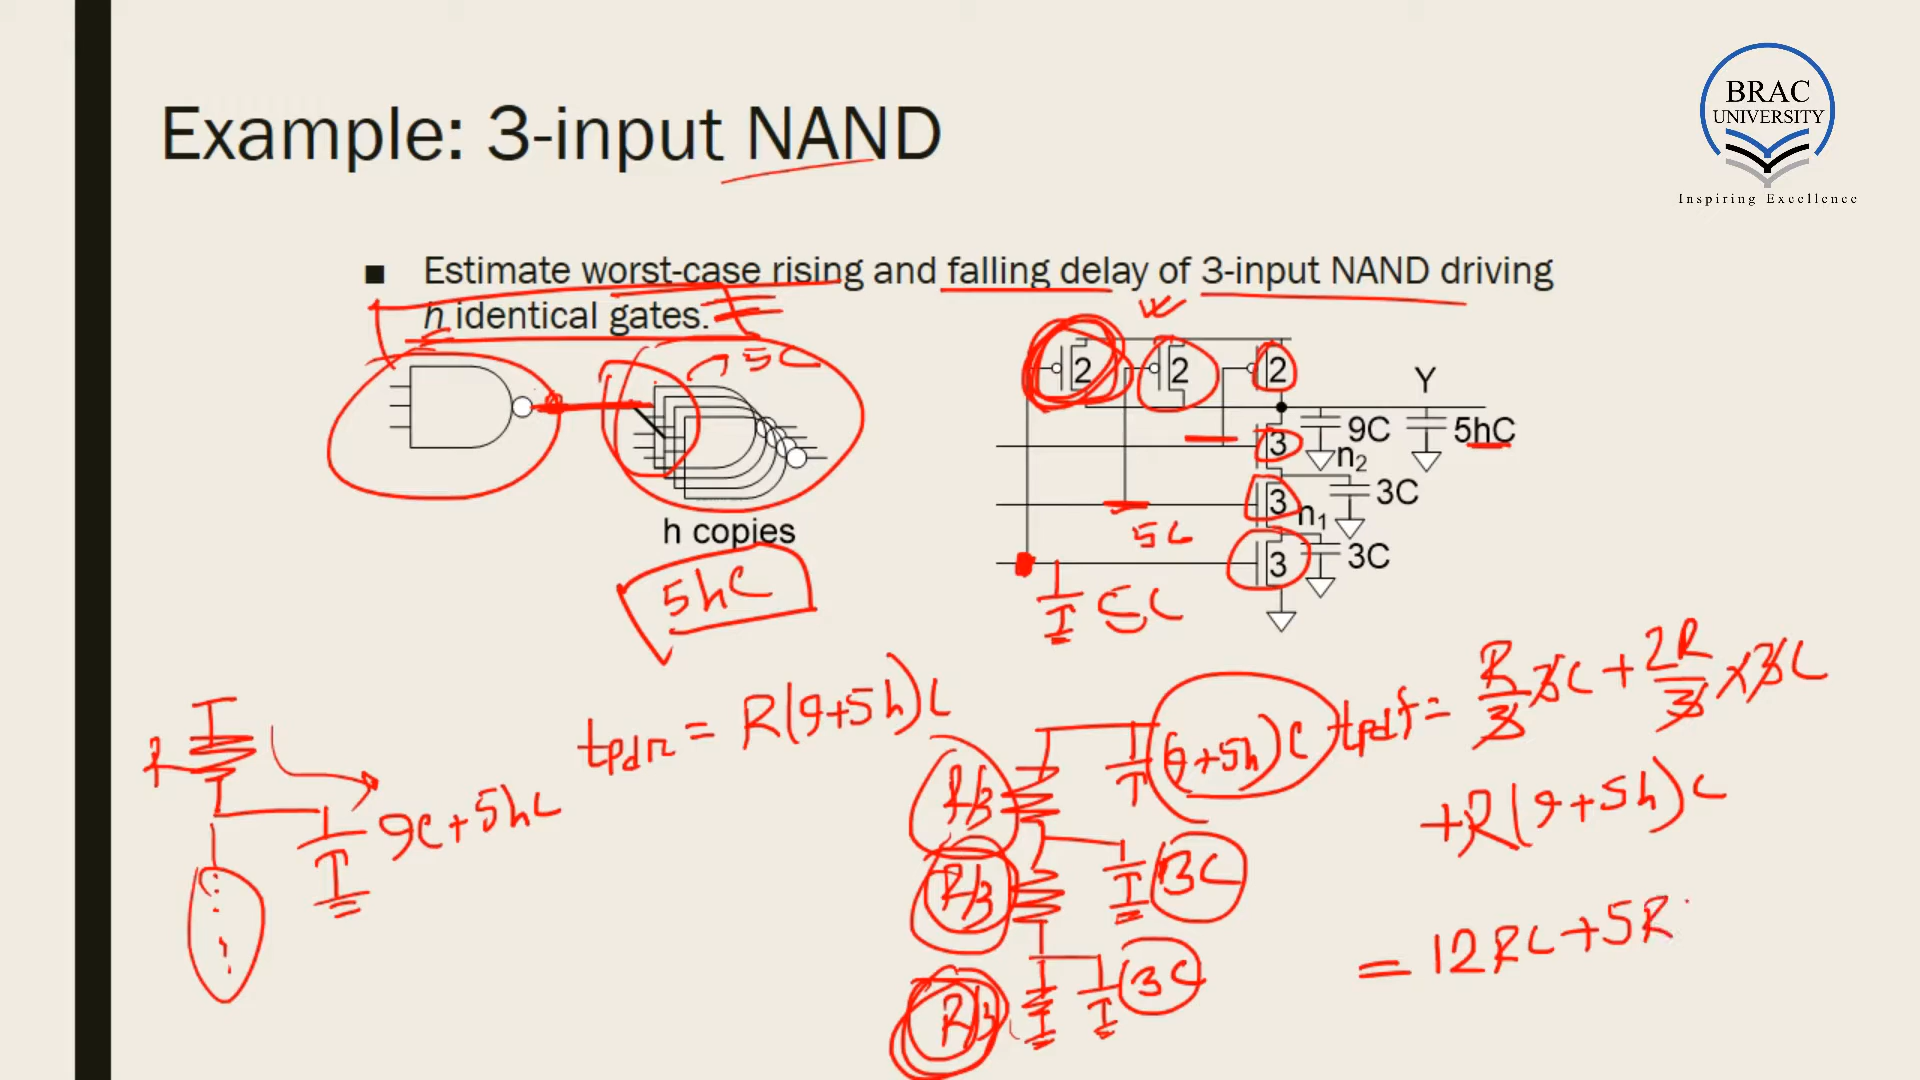 BRAC
UNIVERSITY
Inspiring Excellence
Example: 3-input NAND
■ Estimate worst-case rising and falling delay of 3-input NAND driving
h identical gates.
5C
2 2 2
Y
3 9C 5hC
n2
3 3C
n1
3 3C
5C
5C
h copies
5hC
R
9C+5hC
tpdr = R(9+5h)C
R/3 (9+5h)C
R/3 3C
R/3 3C
tpdf = R/3 3C + 2R/3 × 3C
+R(9+5h)C
= 12RC+5R